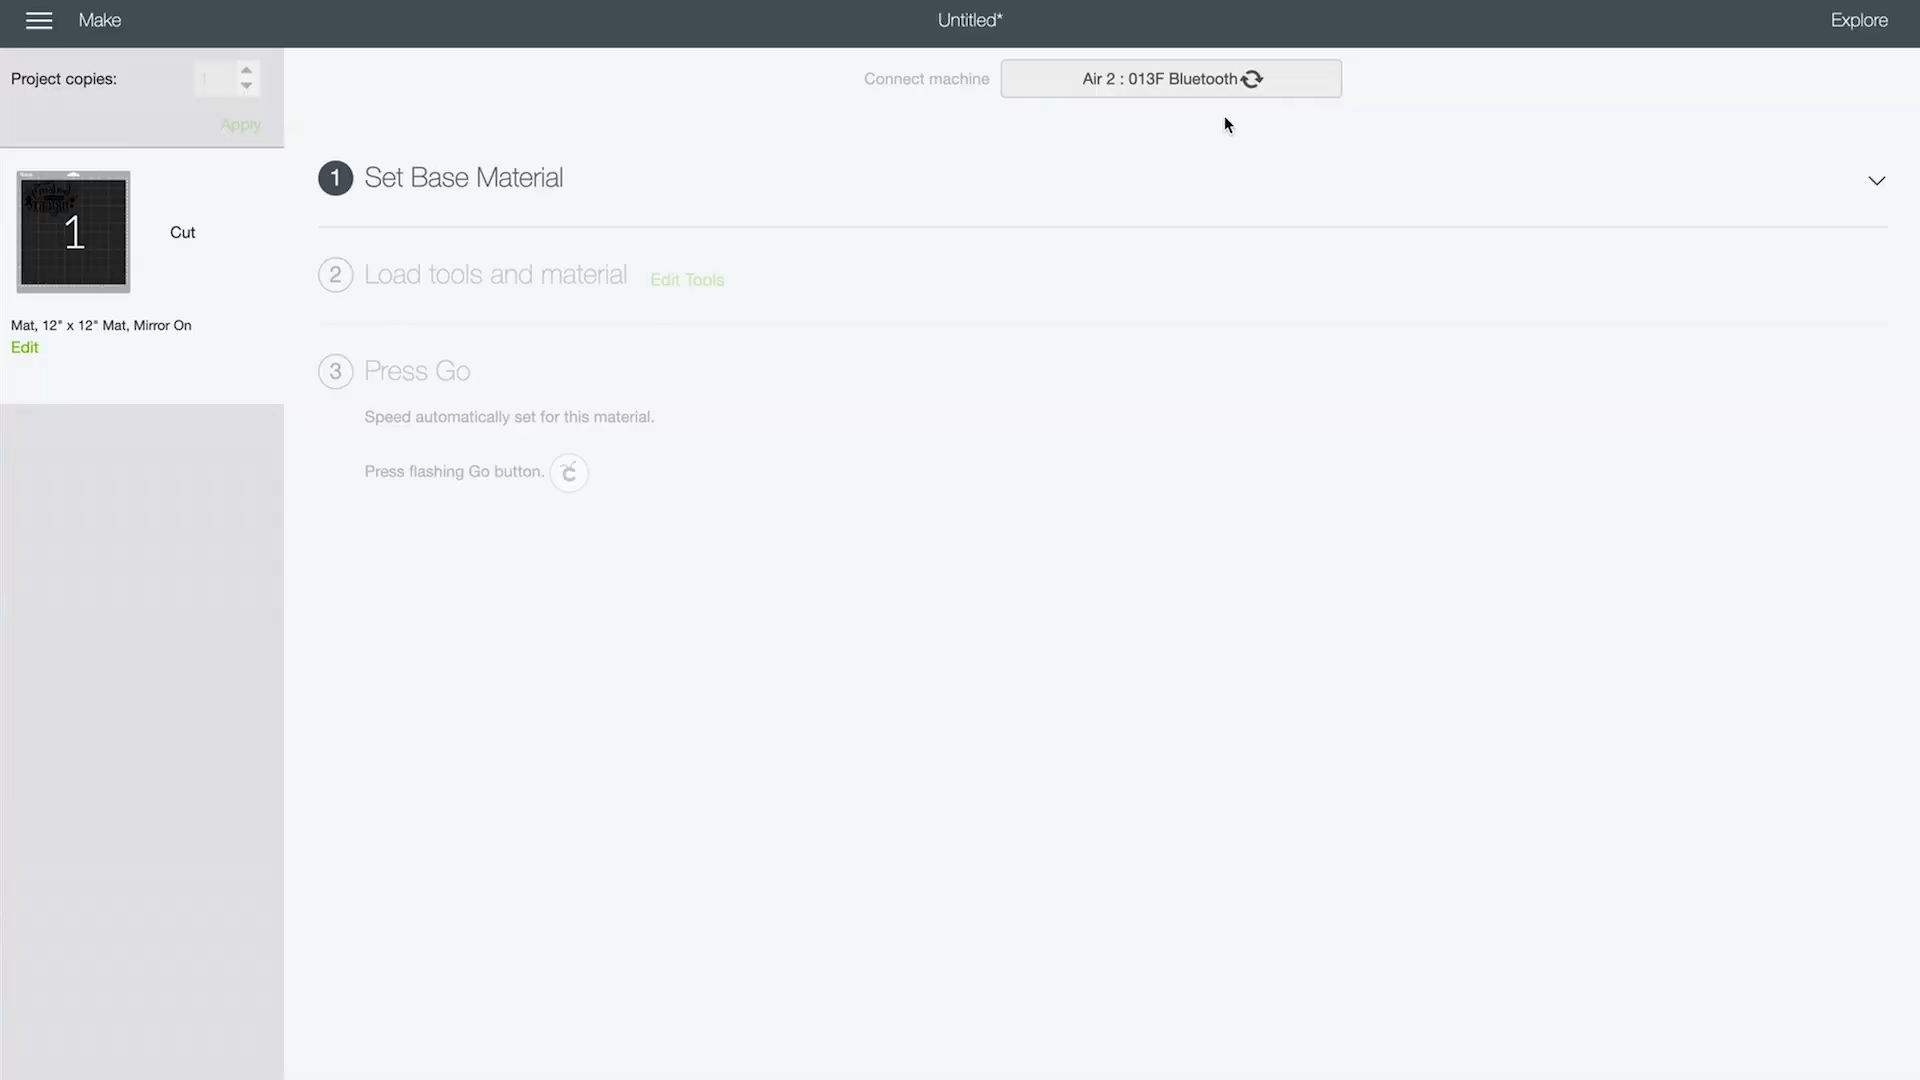 Make
Untitled*
Explore
Project copies:
1
Apply
Connect machine
Air 2 : 013F Bluetooth
1 Set Base Material
1
Cut
2 Load tools and material Edit Tools
Mat, 12" x 12" Mat, Mirror On
Edit
3 Press Go
Speed automatically set for this material.
Press flashing Go button.